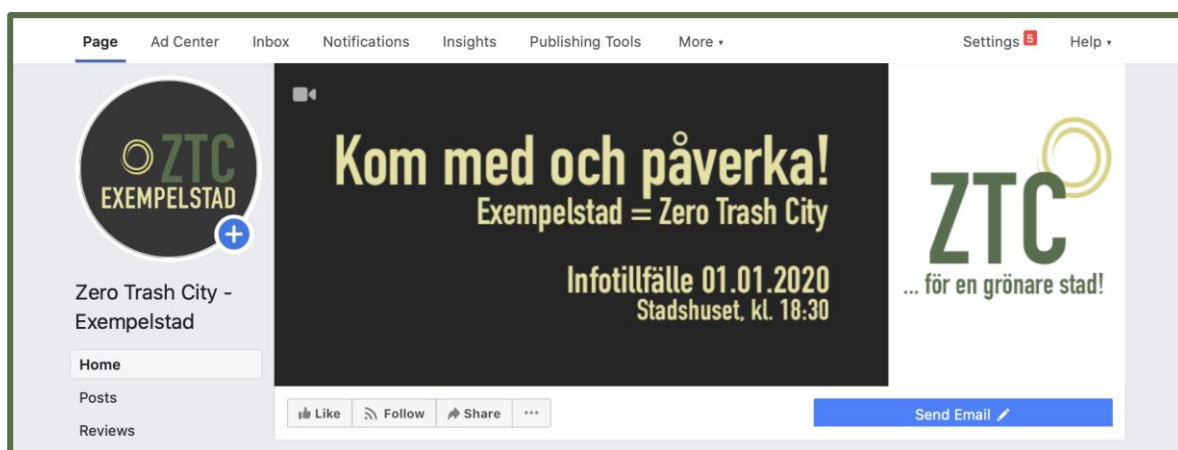 Page Ad Center Inbox Notifications Insights Publishing Tools More Settings 5 Help
ZTC
EXEMPELSTAD
Zero Trash City -
Exempelstad
Home
Posts
Reviews
Kom med och påverka!
Exempelstad = Zero Trash City
Infotillfälle 01.01.2020
Stadshuset, kl. 18:30
ZTC
... för en grönare stad!
Like Follow Share ...
Send Email